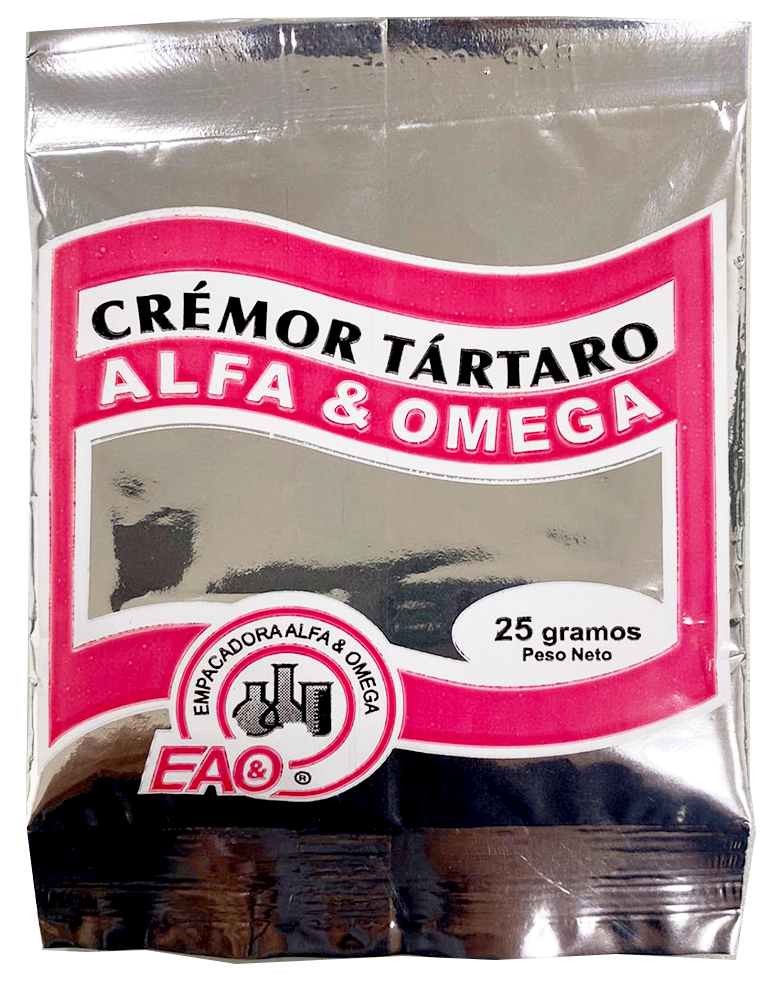 CRÉMOR TÁRTARO
ALFA & OMEGA
25 gramos
Peso Neto
EMPACADORA ALFA & OMEGA
EA&O ®